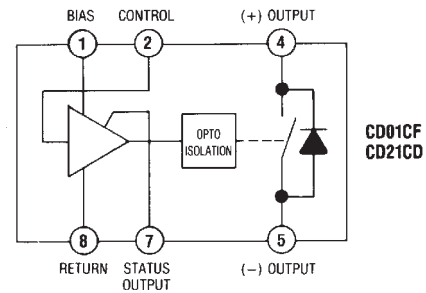 BIAS CONTROL (+) OUTPUT
1 2 4
OPTO
ISOLATION
CD01CF
CD21CD
8 7 5
RETURN STATUS
OUTPUT (−) OUTPUT